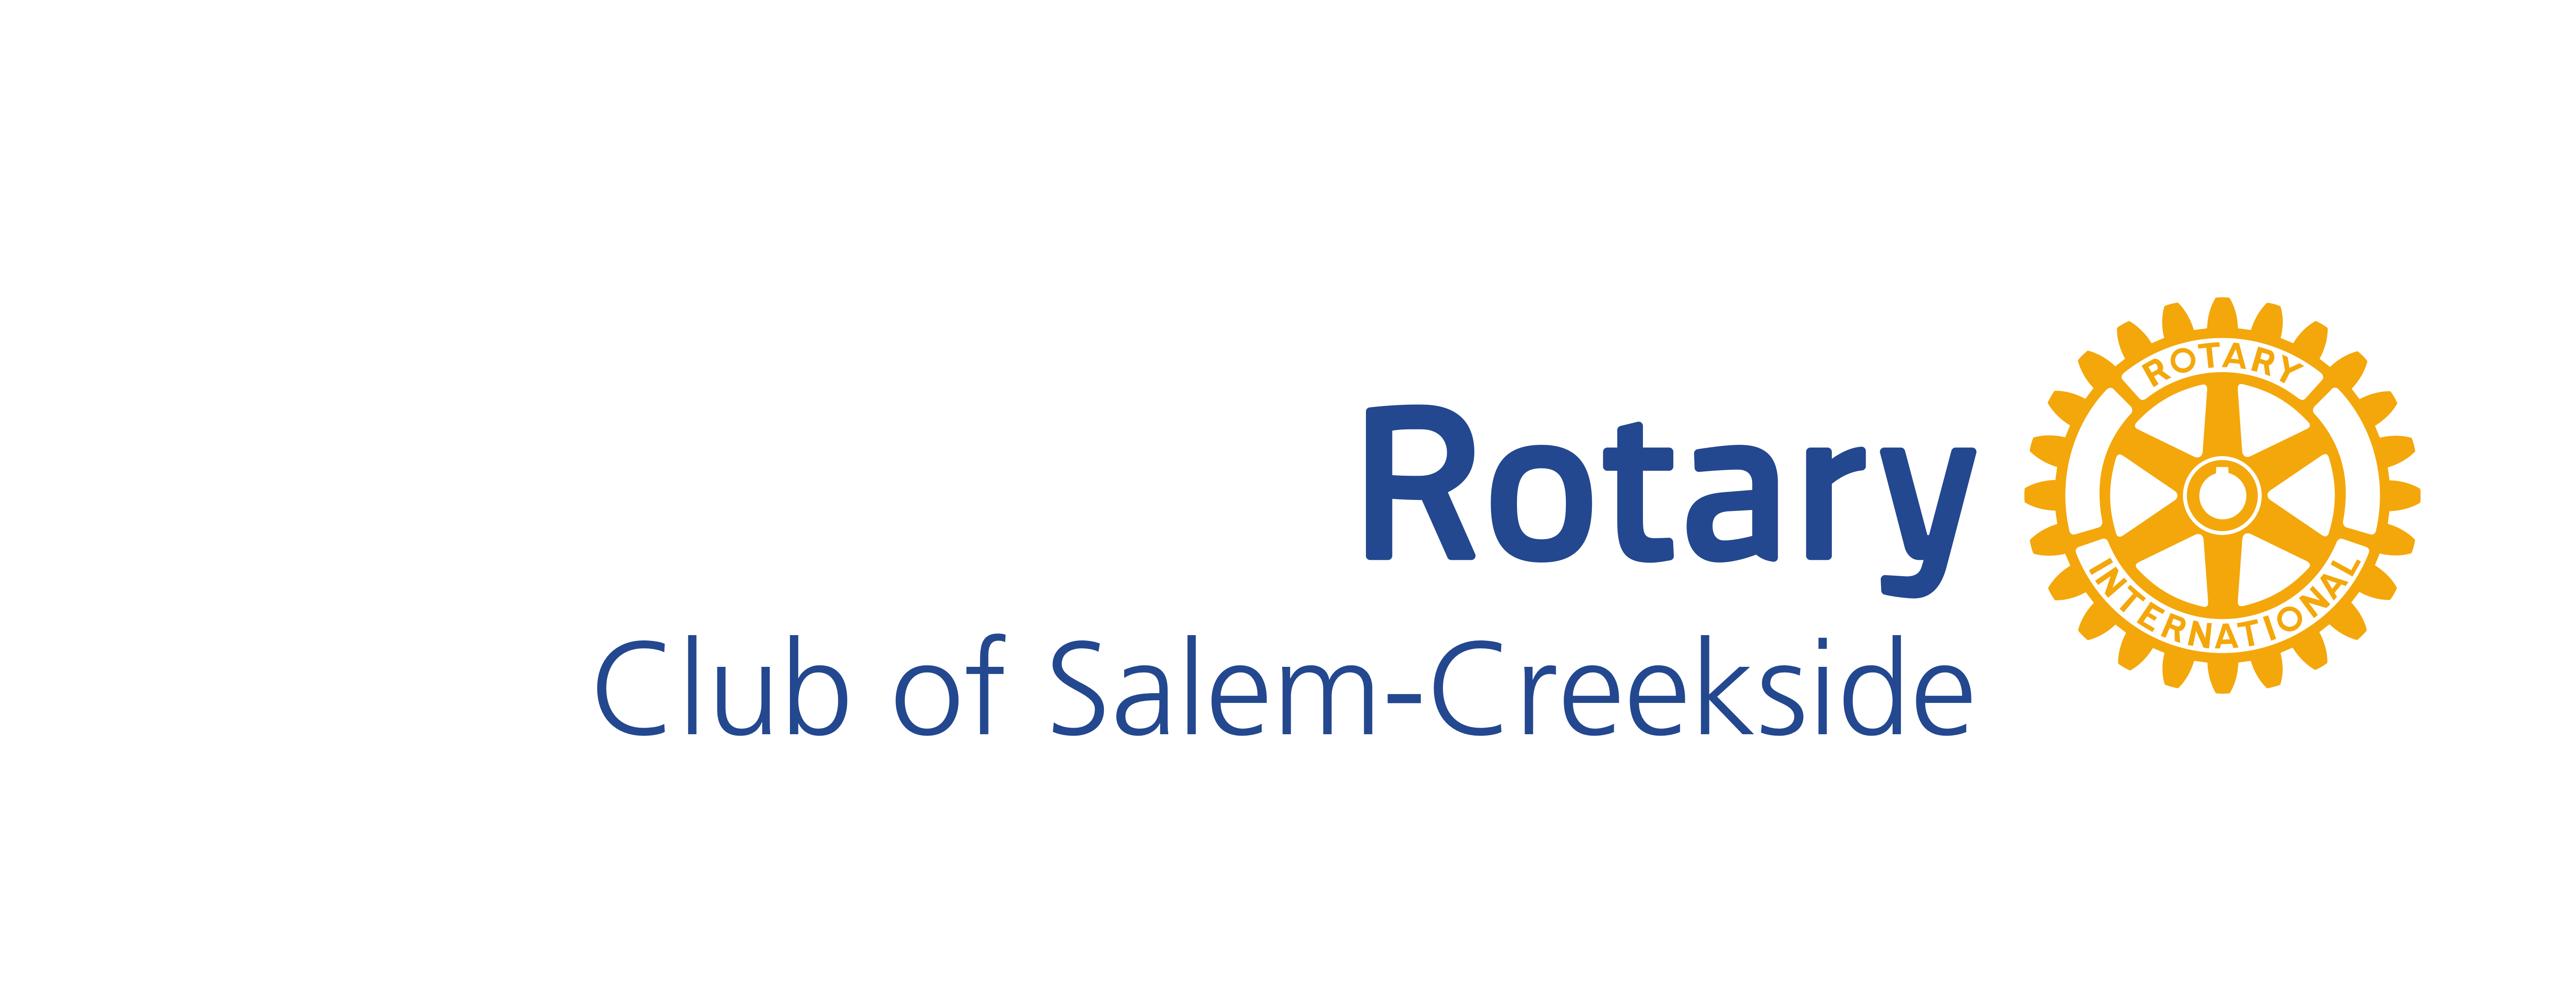 Rotary
Club of Salem-Creekside
ROTARY
INTERNATIONAL